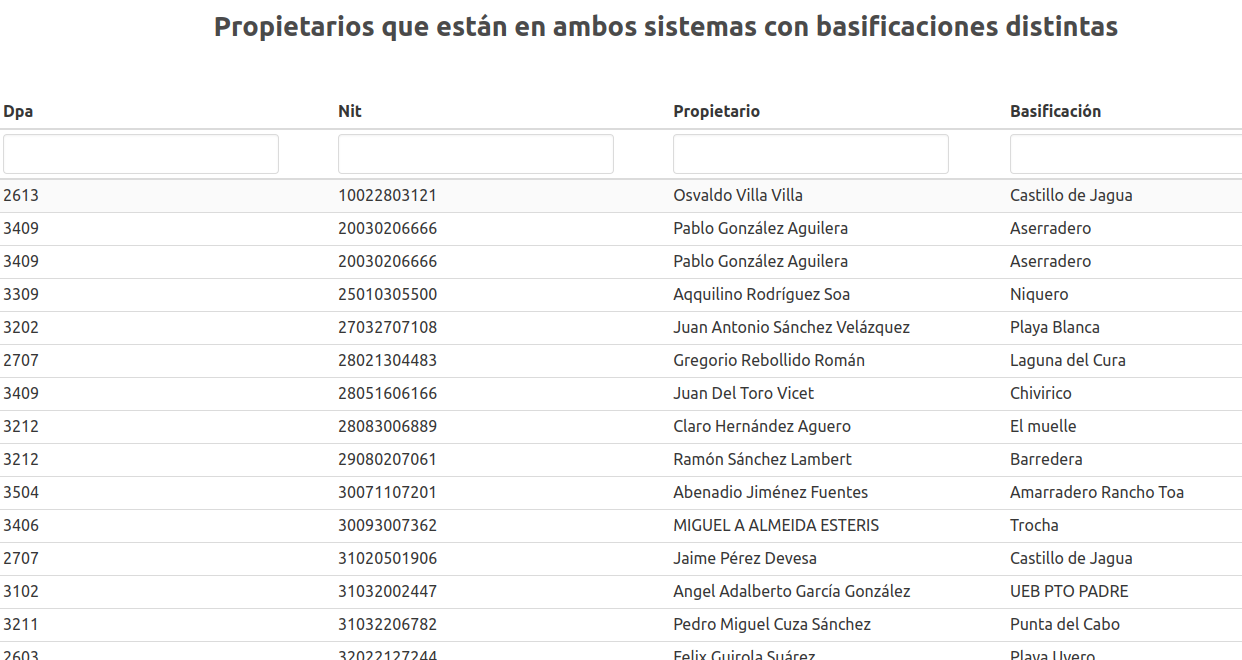 Propietarios que están en ambos sistemas con basificaciones distintas
Dpa Nit Propietario Basificación
2613 10022803121 Osvaldo Villa Villa Castillo de Jagua
3409 20030206666 Pablo González Aguilera Aserradero
3409 20030206666 Pablo González Aguilera Aserradero
3309 25010305500 Aqquilino Rodríguez Soa Niquero
3202 27032707108 Juan Antonio Sánchez Velázquez Playa Blanca
2707 28021304483 Gregorio Rebollido Román Laguna del Cura
3409 28051606166 Juan Del Toro Vicet Chivirico
3212 28083006889 Claro Hernández Aguero El muelle
3212 29080207061 Ramón Sánchez Lambert Barredera
3504 30071107201 Abenadio Jiménez Fuentes Amarradero Rancho Toa
3406 30093007362 MIGUEL A ALMEIDA ESTERIS Trocha
2707 31020501906 Jaime Pérez Devesa Castillo de Jagua
3102 31032002447 Angel Adalberto García González UEB PTO PADRE
3211 31032206782 Pedro Miguel Cuza Sánchez Punta del Cabo
2603 32022127244 Felix Guirola Suárez Playa Uvero